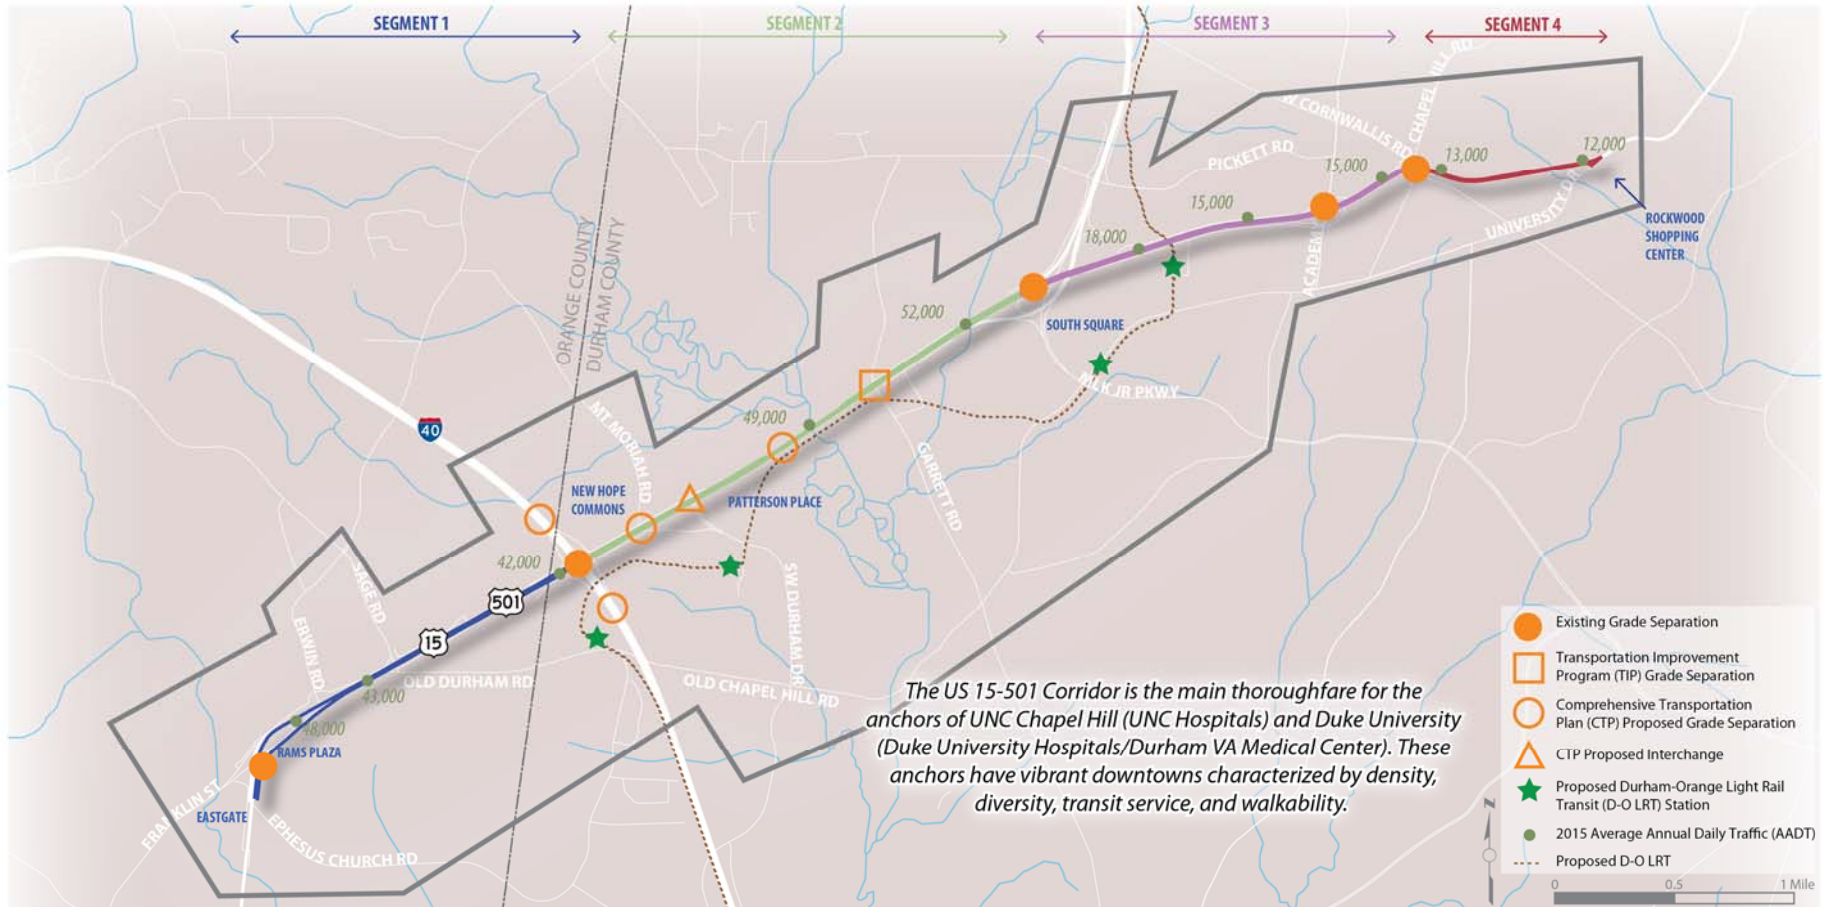 SEGMENT 1
SEGMENT 2
SEGMENT 3
SEGMENT 4
W CORNWALLIS RD
CHAPEL HILL RD
PICKETT RD
15,000
13,000
12,000
UNIVERSITY DR
ROCKWOOD
SHOPPING
CENTER
15,000
18,000
ACADEMY
ORANGE COUNTY
DURHAM COUNTY
52,000
SOUTH SQUARE
MLK JR PKWY
40
MT MORIAH RD
49,000
GARRETT RD
NEW HOPE
COMMONS
PATTERSON PLACE
42,000
SAGE RD
501
15
ERWIN RD
SW DURHAM DR
OLD DURHAM RD
OLD CHAPEL HILL RD
43,000
48,000
RAMS PLAZA
FRANKLIN ST
EASTGATE
EPHESUS CHURCH RD
The US 15-501 Corridor is the main thoroughfare for the
anchors of UNC Chapel Hill (UNC Hospitals) and Duke University
(Duke University Hospitals/Durham VA Medical Center). These
anchors have vibrant downtowns characterized by density,
diversity, transit service, and walkability.
Existing Grade Separation
Transportation Improvement
Program (TIP) Grade Separation
Comprehensive Transportation
Plan (CTP) Proposed Grade Separation
CTP Proposed Interchange
Proposed Durham-Orange Light Rail
Transit (D-O LRT) Station
2015 Average Annual Daily Traffic (AADT)
Proposed D-O LRT
N
0 0.5 1 Mile